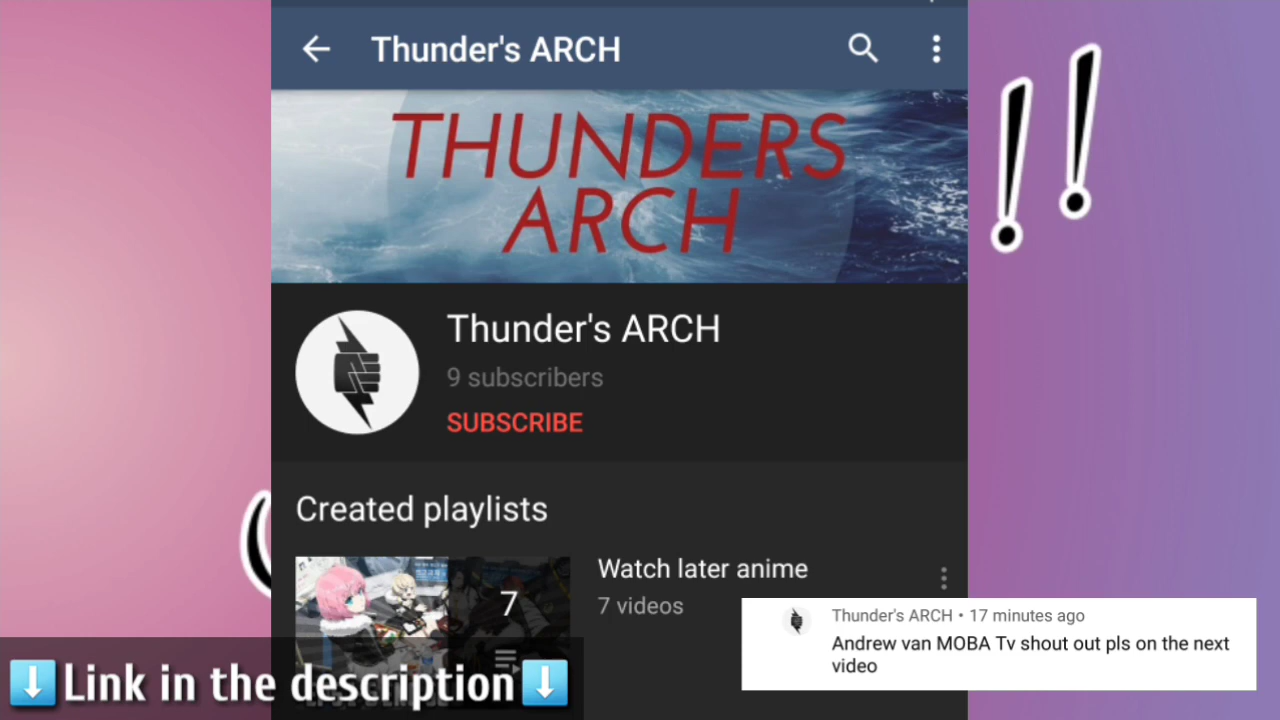 Thunder's ARCH
THUNDERS
ARCH
Thunder's ARCH
9 subscribers
SUBSCRIBE
Created playlists
Watch later anime
7
7 videos
Thunder's ARCH • 17 minutes ago
Andrew van MOBA Tv shout out pls on the next
video
⬇Link in the description⬇
!!